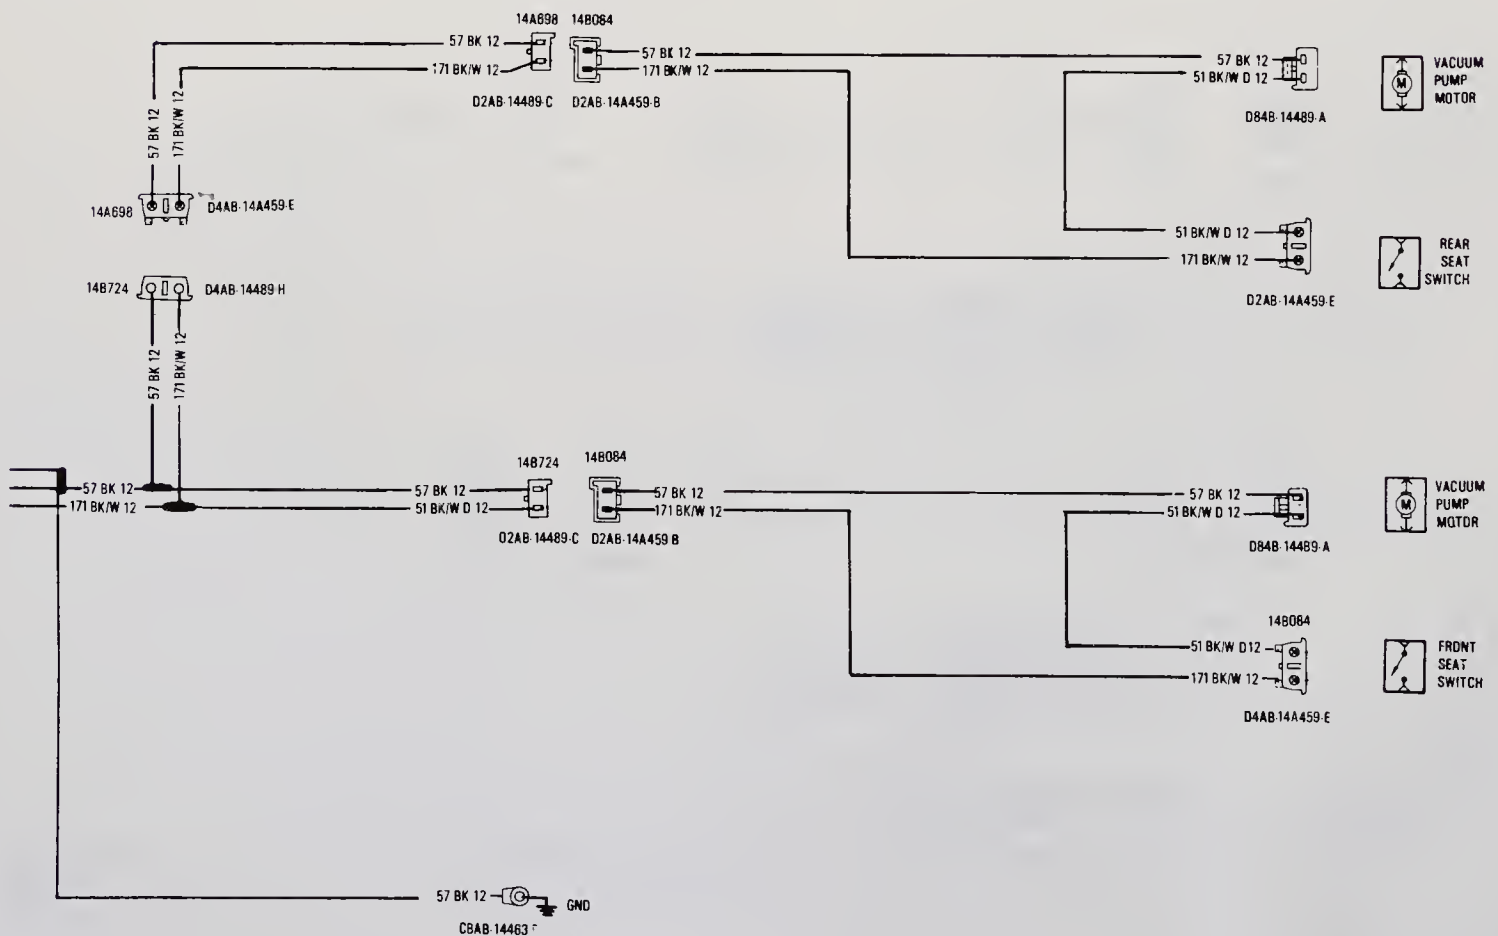 14A698
14B084
57 BK 12
171 BK/W 12
D2AB-14489-C
D2AB-14A459-B
57 BK 12
171 BK/W 12
57 BK 12
51 BK/W D 12
D84B-14489-A
VACUUM
PUMP
MOTOR
M
57 BK 12
171 BK/W 12
14A698
D4AB-14A459-E
51 BK/W D 12
171 BK/W 12
D2AB-14A459-E
REAR
SEAT
SWITCH
14B724
D4AB-14489-H
57 BK 12
171 BK/W 12
57 BK 12
171 BK/W 12
57 BK 12
51 BK/W D 12
14B724
14B084
O2AB-14489-C
D2AB-14A459 B
57 BK 12
171 BK/W 12
57 BK 12
51 BK/W D 12
D84B-14489-A
VACUUM
PUMP
MOTOR
M
14B084
51 BK/W D12
171 BK/W 12
D4AB-14A459-E
FRONT
SEAT
SWITCH
57 BK 12
GND
C8AB-14463